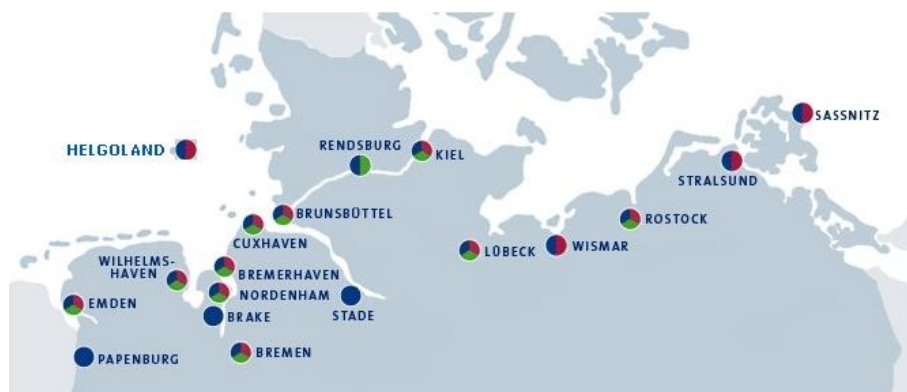 SASSNITZ
HELGOLAND
RENDSBURG
KIEL
STRALSUND
BRUNSBÜTTEL
ROSTOCK
CUXHAVEN
LÜBECK
WISMAR
WILHELMS-
HAVEN
BREMERHAVEN
NORDENHAM
EMDEN
BRAKE
STADE
BREMEN
PAPENBURG